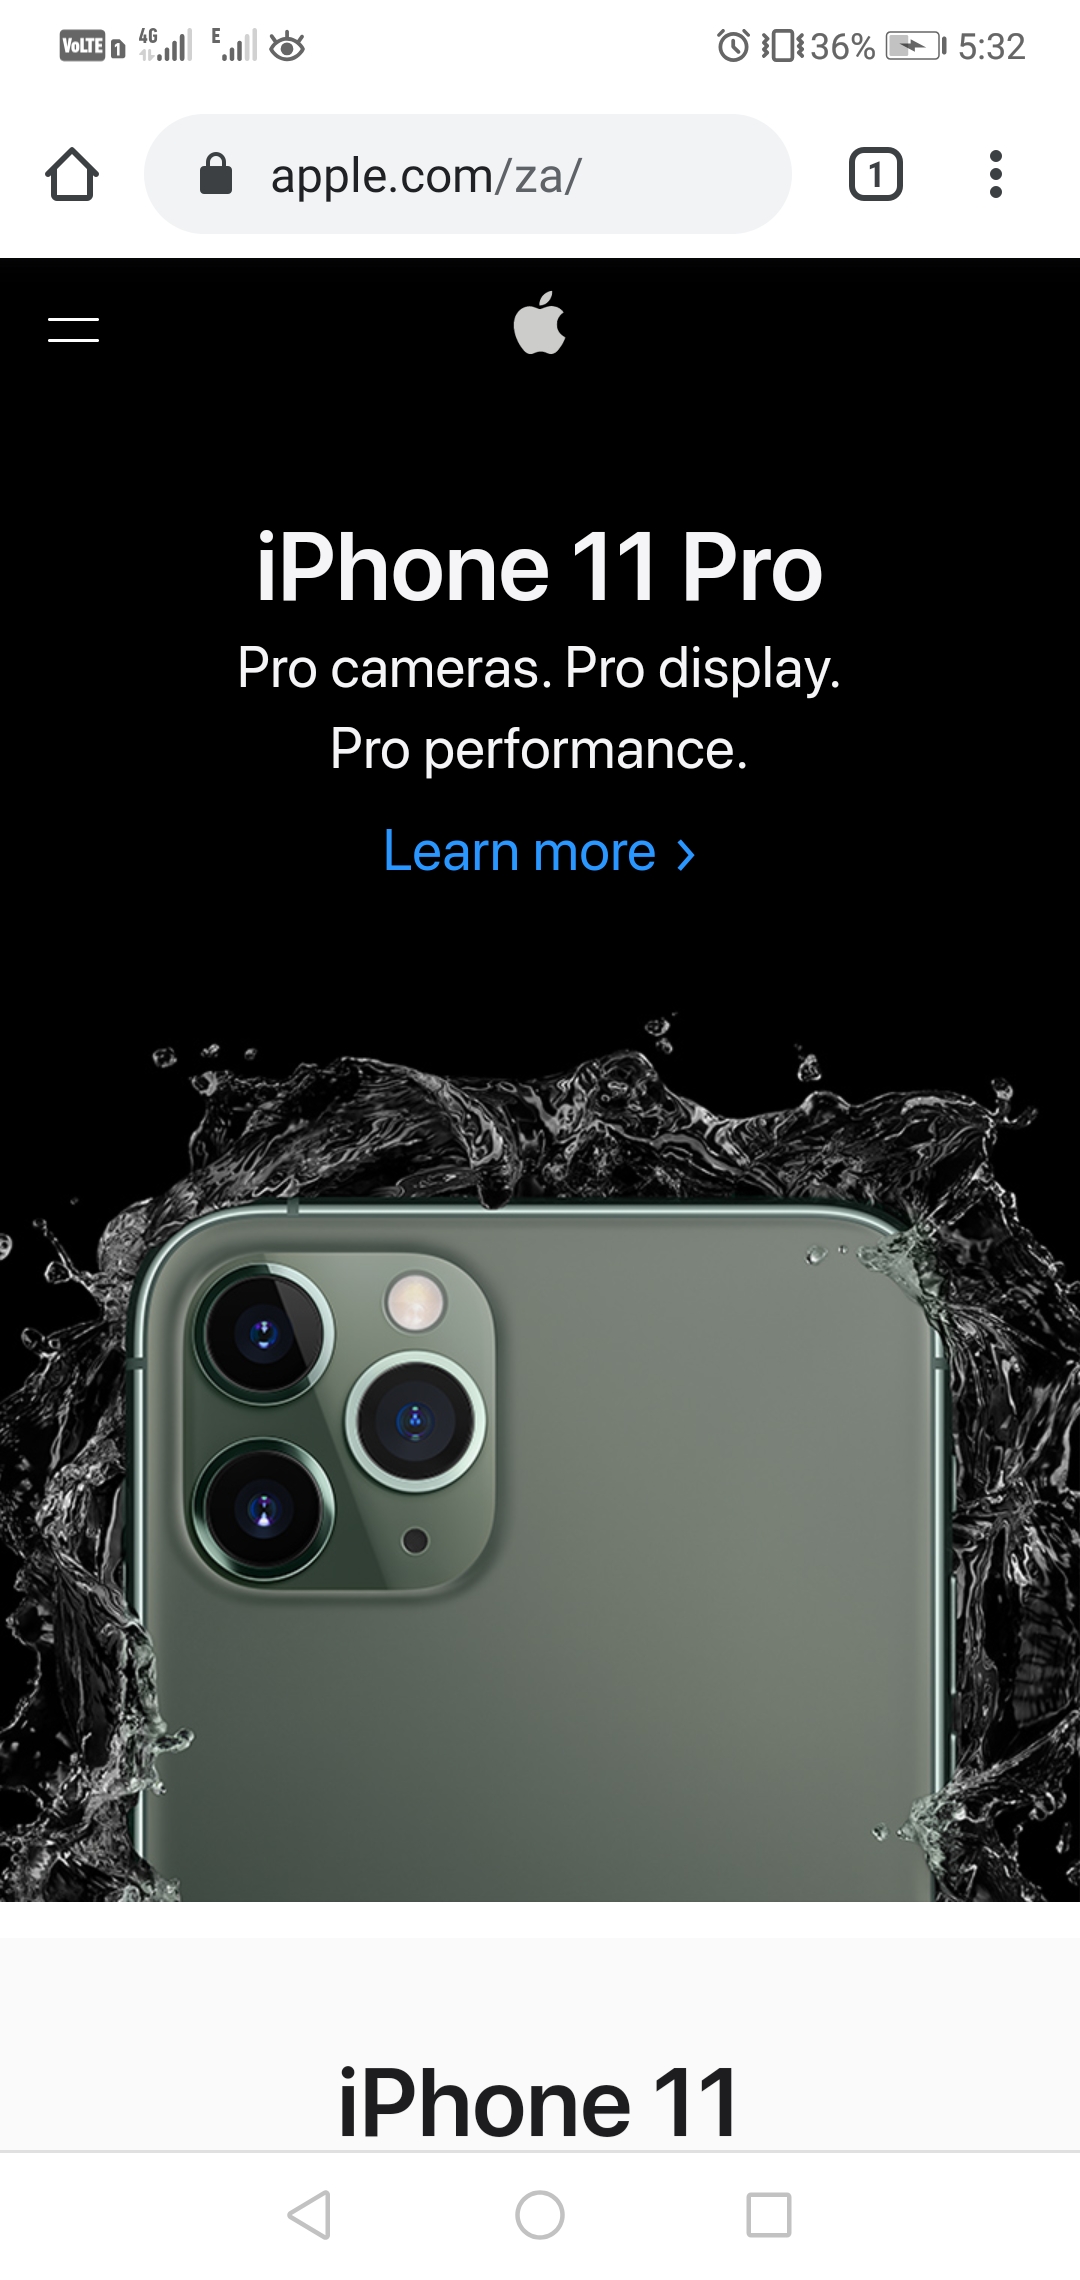 VoLTE 1 4G E 36% 5:32
apple.com/za/ 1
iPhone 11 Pro
Pro cameras. Pro display.
Pro performance.
Learn more >
iPhone 11